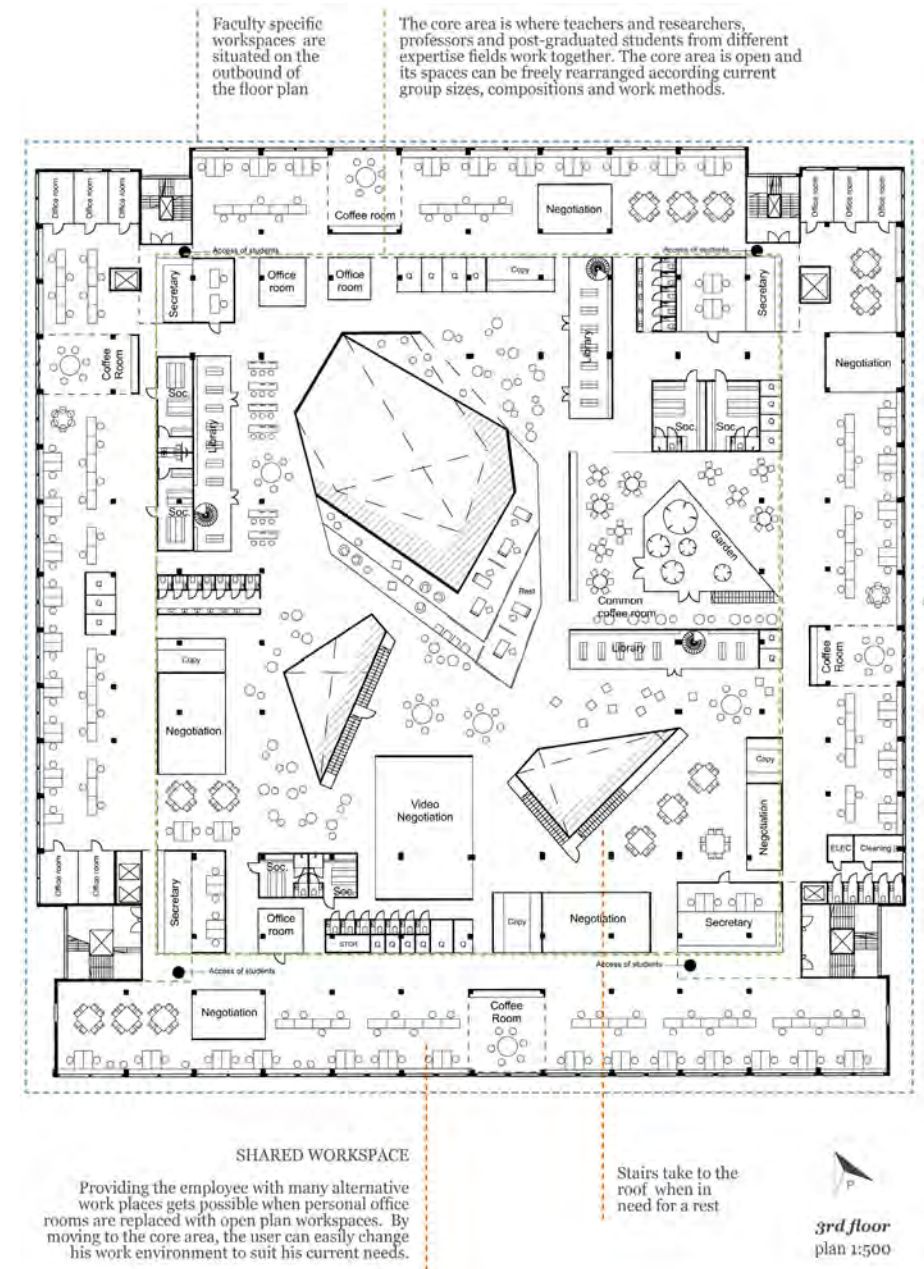 Faculty specific
workspaces are
situated on the
outbound of
the floor plan
The core area is where teachers and researchers,
professors and post-graduated students from different
expertise fields work together. The core area is open and
its spaces can be freely rearranged according current
group sizes, compositions and work methods.
Office room
Office room
Office room
Coffee room
Negotiation
Office room
Office room
Office room
Access of students
Access of students
Secretary
Office
room
Office
room
Copy
Library
Secretary
Coffee
Room
Negotiation
Soc.
Library
Soc.
Soc.
Soc.
Garden
Rest
Common
coffee room
Library
Coffee
Room
Copy
Negotiation
Video
Negotiation
Copy
Negotiation
ELEC
Cleaning
Office room
Office room
Secretary
Soc.
Soc.
Office
room
STOR
Copy
Negotiation
Secretary
Access of students
Access of students
Negotiation
Coffee
Room
SHARED WORKSPACE
Providing the employee with many alternative
work places gets possible when personal office
rooms are replaced with open plan workspaces. By
moving to the core area, the user can easily change
his work environment to suit his current needs.
Stairs take to the
roof when in
need for a rest
P
3rd floor
plan 1:500